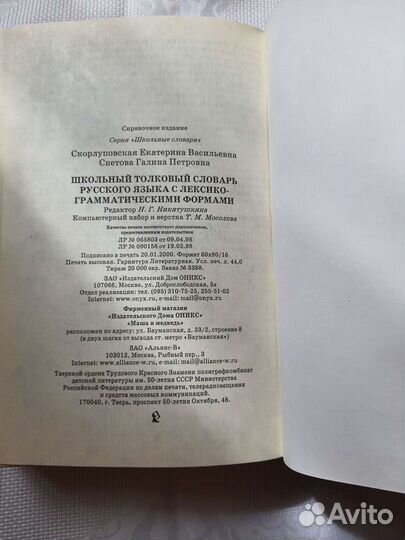 Справочное издание
Серия «Школьные словари»
Скорлуповская Екатерина Васильевна
Снетова Галина Петровна
ШКОЛЬНЫЙ ТОЛКОВЫЙ СЛОВАРЬ
РУССКОГО ЯЗЫКА С ЛЕКСИКО-
ГРАММАТИЧЕСКИМИ ФОРМАМИ
Редактор Н. Г. Никитушкина
Компьютерный набор и верстка Т. М. Мосолова
Качество печати соответствует диапозитивам,
предоставленным издательством
ЛР № 065803 от 09.04.98
ЛР № 090156 от 19.02.98
Подписано в печать 20.01.2000. Формат 60х90/16
Печать высокая. Гарнитура Литературная. Усл. печ. л. 44,0
Тираж 20 000 экз. Заказ № 3388.
ЗАО «Издательский Дом ОНИКС»
107066, Москва, ул. Доброслободская, 5а
Отдел реализации: тел. (095) 310-75-25, 255-51-02
Internet: www.onyx.ru, e-mail: mail@onyx.ru
Фирменный магазин
«Издательского Дома ОНИКС»
«Маша и медведь»
расположен по адресу: ул. Бауманская, д. 33/2, строение 8
(в двух шагах от выхода ст. метро «Бауманская»)
ЗАО «Альянс-В»
103012, Москва, Рыбный пер., 3
Internet: www.alliance-w.ru, e-mail: mail@alliance-w.ru
Тверской ордена Трудового Красного Знамени полиграфкомбинат
детской литературы им. 50-летия СССР Министерства
Российской Федерации по делам печати, телерадиовещания
и средств массовых коммуникаций.
170040, г. Тверь, проспект 50-летия Октября, 46.
Avito